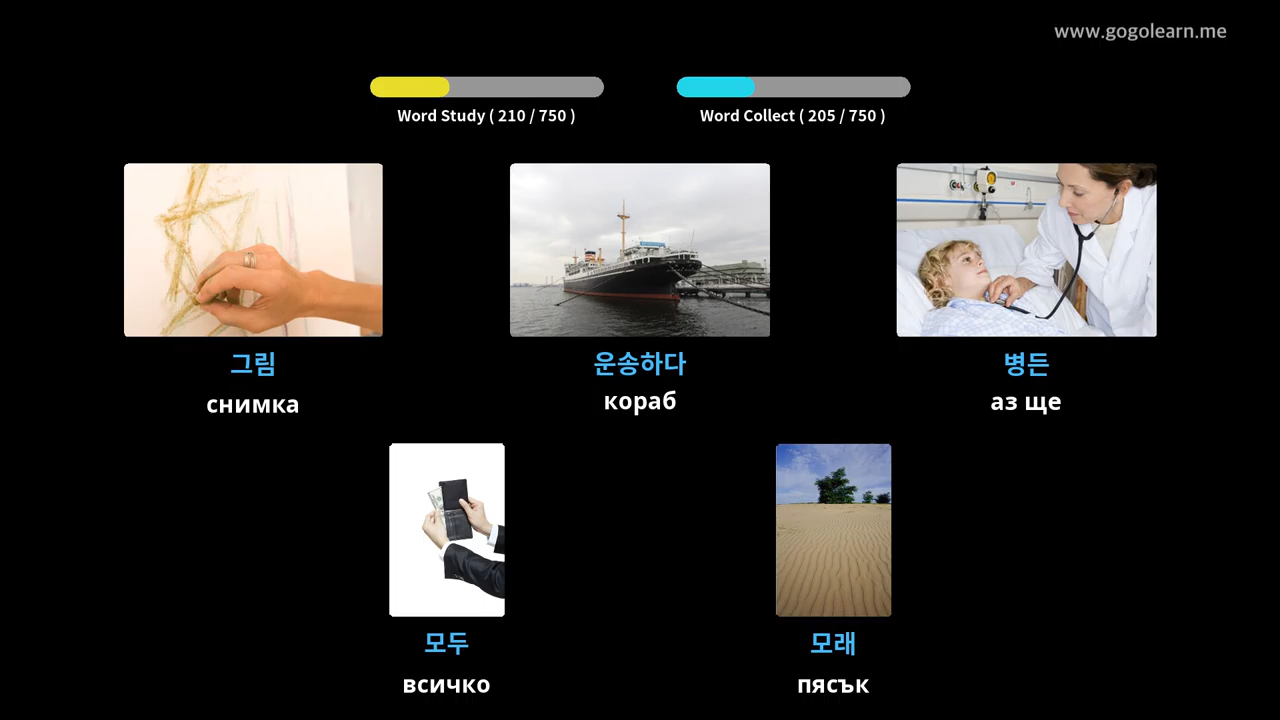 www.gogolearn.me
Word Study ( 210 / 750 )
Word Collect ( 205 / 750 )
그림
운송하다
병든
снимка
кораб
аз ще
모두
모래
всичко
пясък